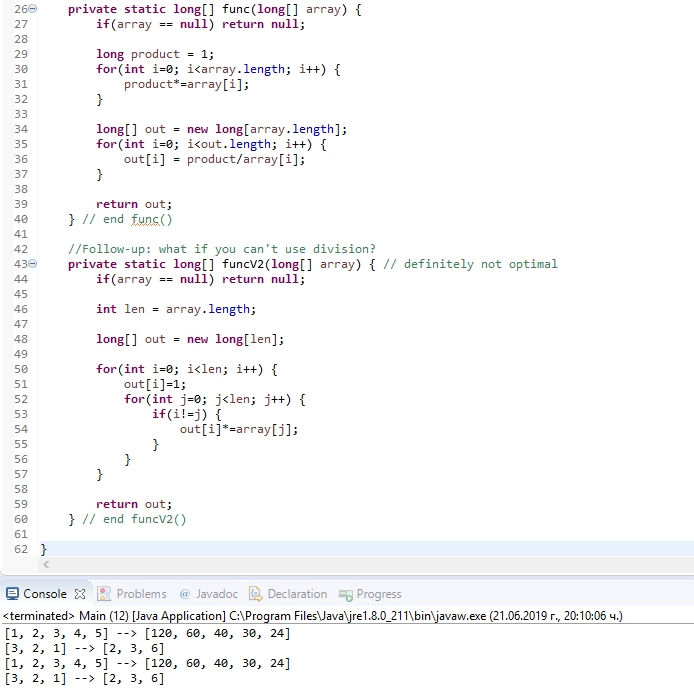 26 private static long[] func(long[] array) {
27 if(array == null) return null;
28
29 long product = 1;
30 for(int i=0; i<array.length; i++) {
31 product*=array[i];
32 }
33
34 long[] out = new long[array.length];
35 for(int i=0; i<out.length; i++) {
36 out[i] = product/array[i];
37 }
38
39 return out;
40 } // end func()
41
42 //Follow-up: what if you can't use division?
43 private static long[] funcV2(long[] array) { // definitely not optimal
44 if(array == null) return null;
45
46 int len = array.length;
47
48 long[] out = new long[len];
49
50 for(int i=0; i<len; i++) {
51 out[i]=1;
52 for(int j=0; j<len; j++) {
53 if(i!=j) {
54 out[i]*=array[j];
55 }
56 }
57 }
58
59 return out;
60 } // end funcV2()
61
62 }
Console Problems @ Javadoc Declaration Progress
<terminated> Main (12) [Java Application] C:\Program Files\Java\jre1.8.0_211\bin\javaw.exe (21.06.2019 г., 20:10:06 ч.)
[1, 2, 3, 4, 5] --> [120, 60, 40, 30, 24]
[3, 2, 1] --> [2, 3, 6]
[1, 2, 3, 4, 5] --> [120, 60, 40, 30, 24]
[3, 2, 1] --> [2, 3, 6]